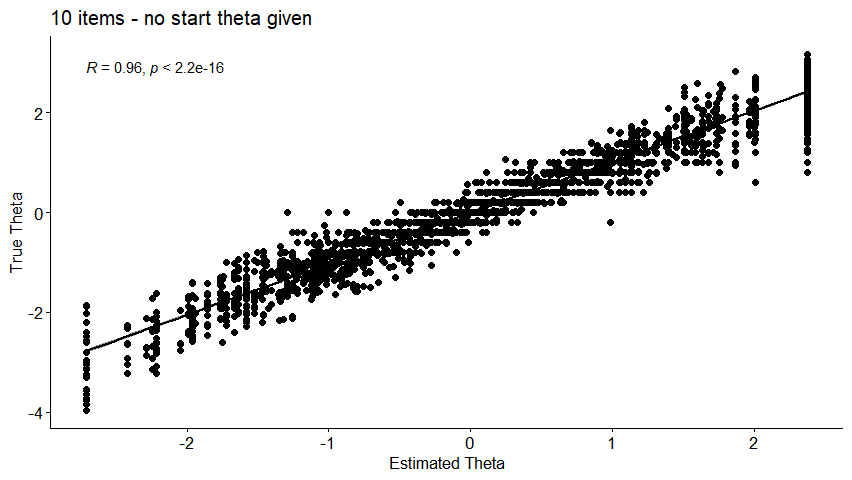 10 items - no start theta given
R = 0.96, p < 2.2e-16
True Theta
2
0
-2
-4
-2
-1
0
1
2
Estimated Theta